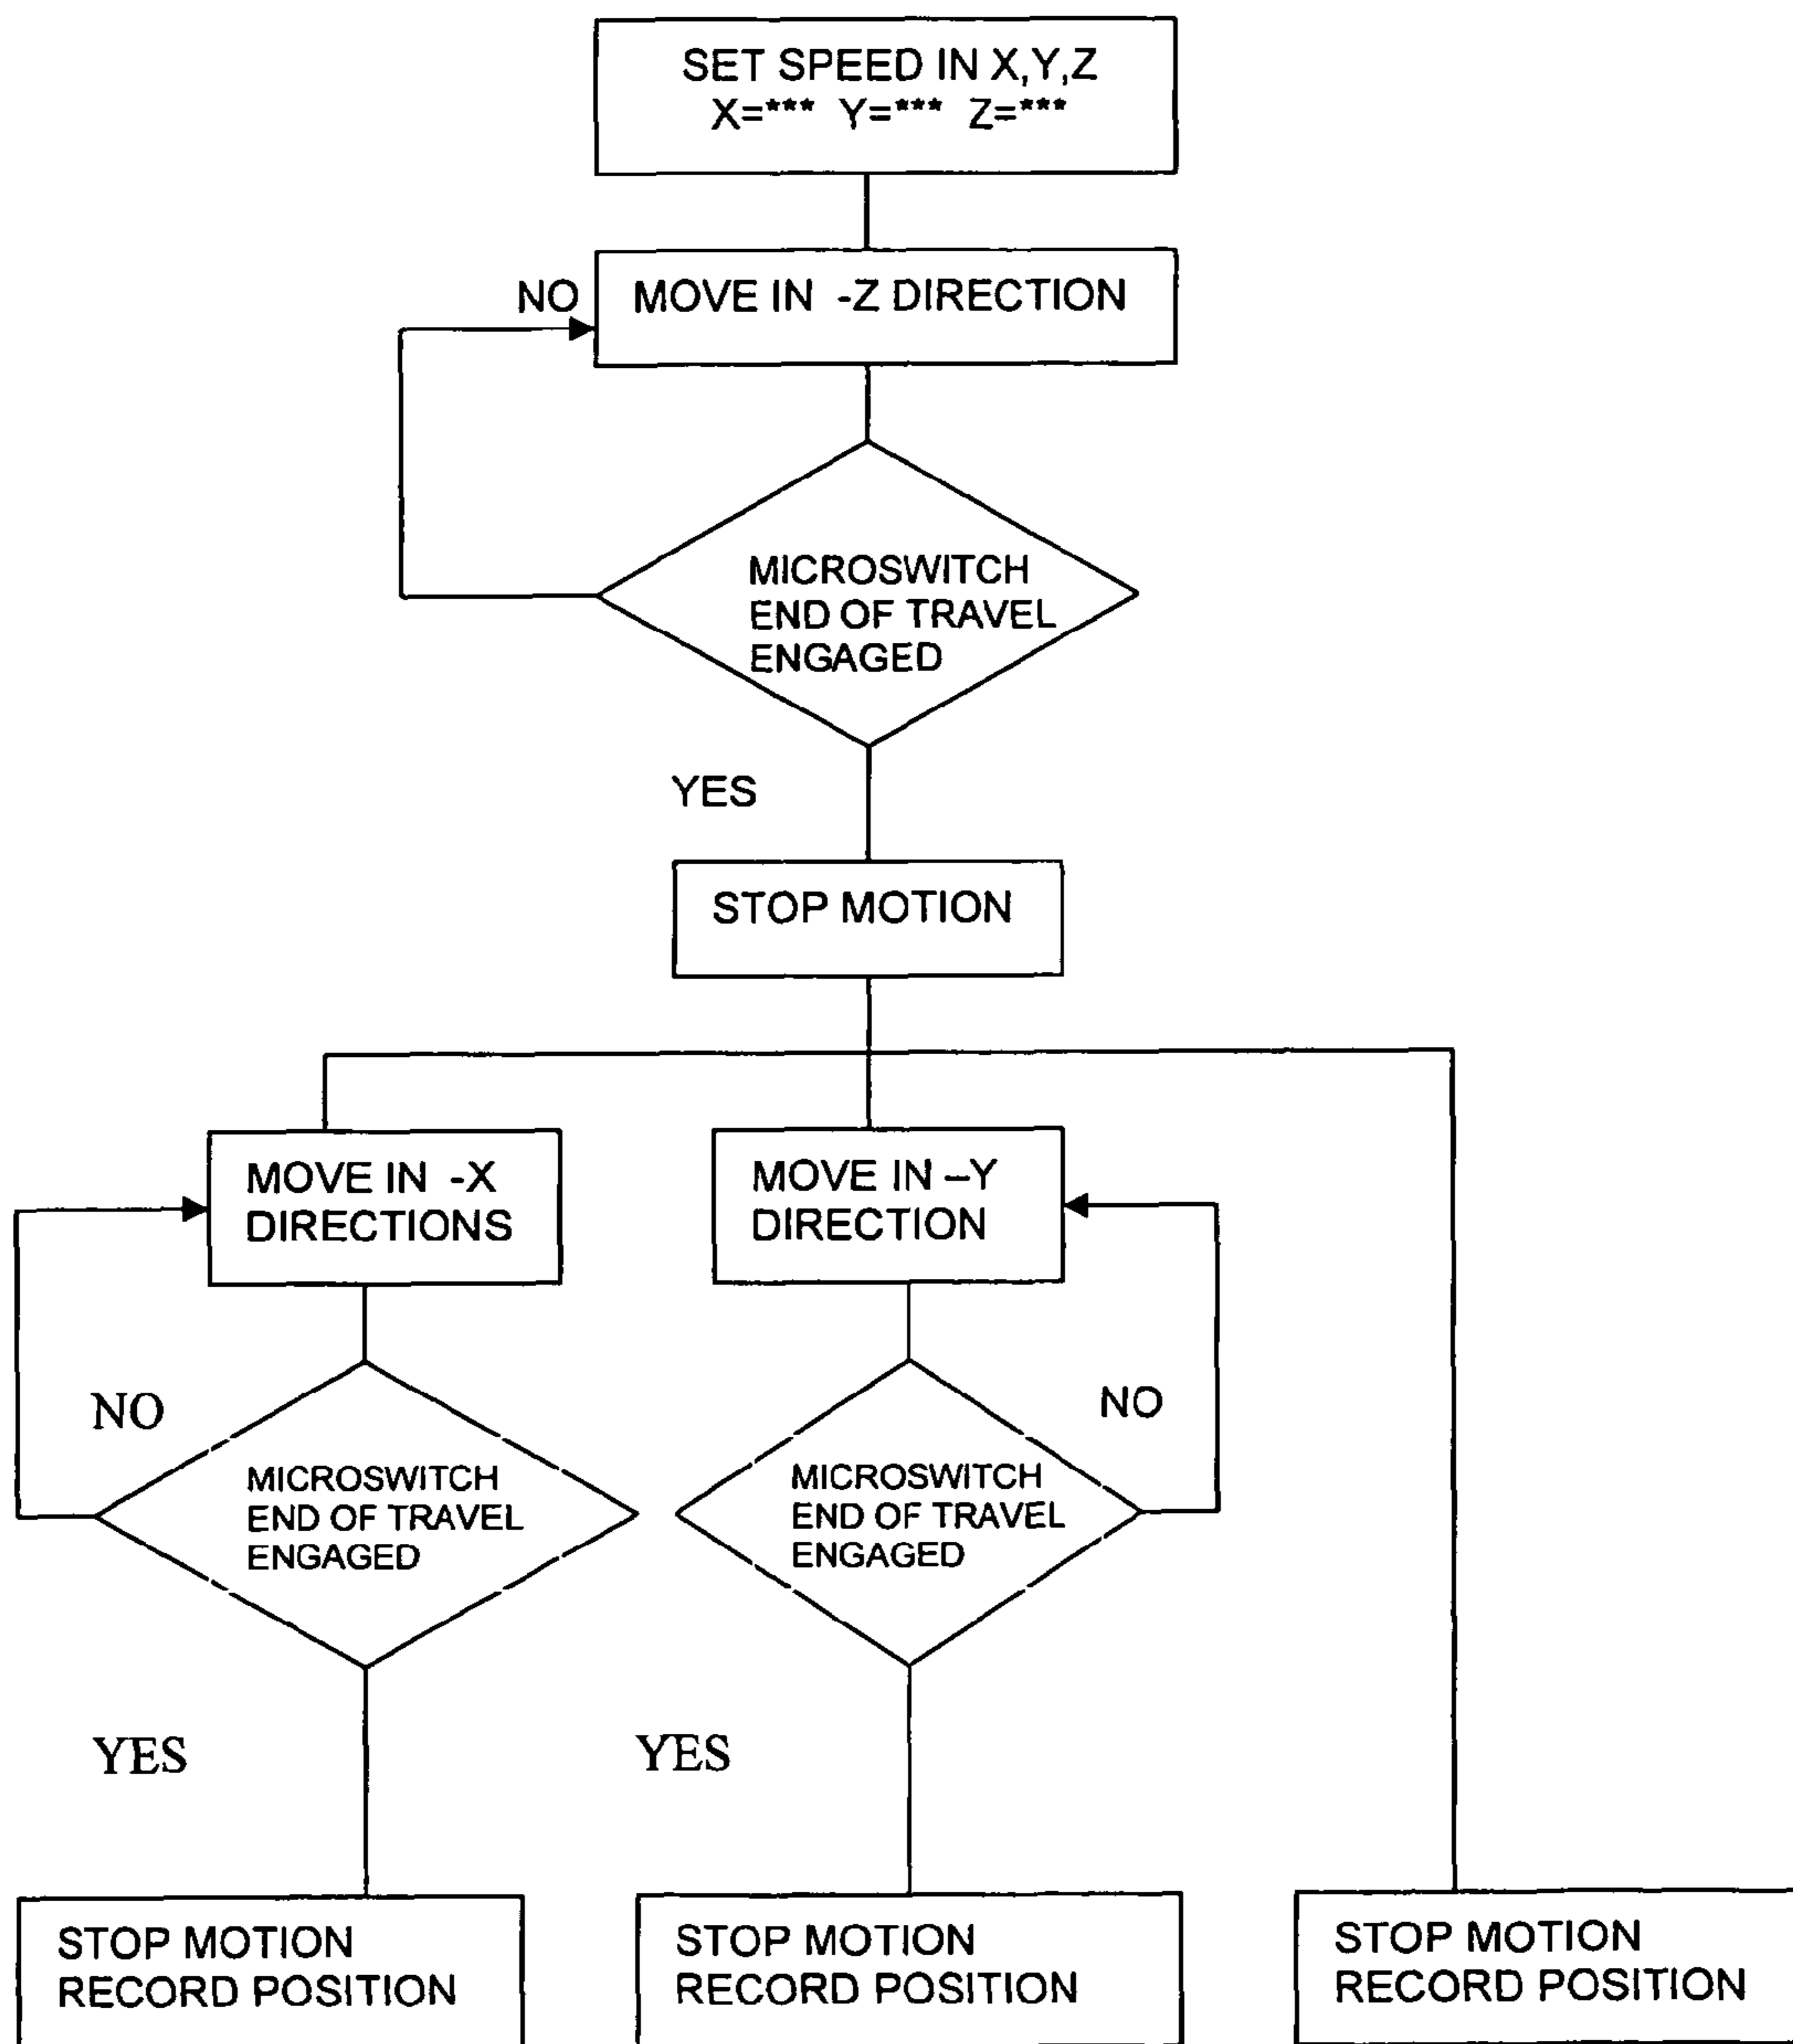 SET SPEED IN X,Y,Z
X=*** Y=*** Z=***
NO
MOVE IN -Z DIRECTION
MICROSWITCH
END OF TRAVEL
ENGAGED
YES
STOP MOTION
MOVE IN -X
DIRECTIONS
MOVE IN –Y
DIRECTION
NO
MICROSWITCH
END OF TRAVEL
ENGAGED
NO
MICROSWITCH
END OF TRAVEL
ENGAGED
YES
YES
STOP MOTION
RECORD POSITION
STOP MOTION
RECORD POSITION
STOP MOTION
RECORD POSITION